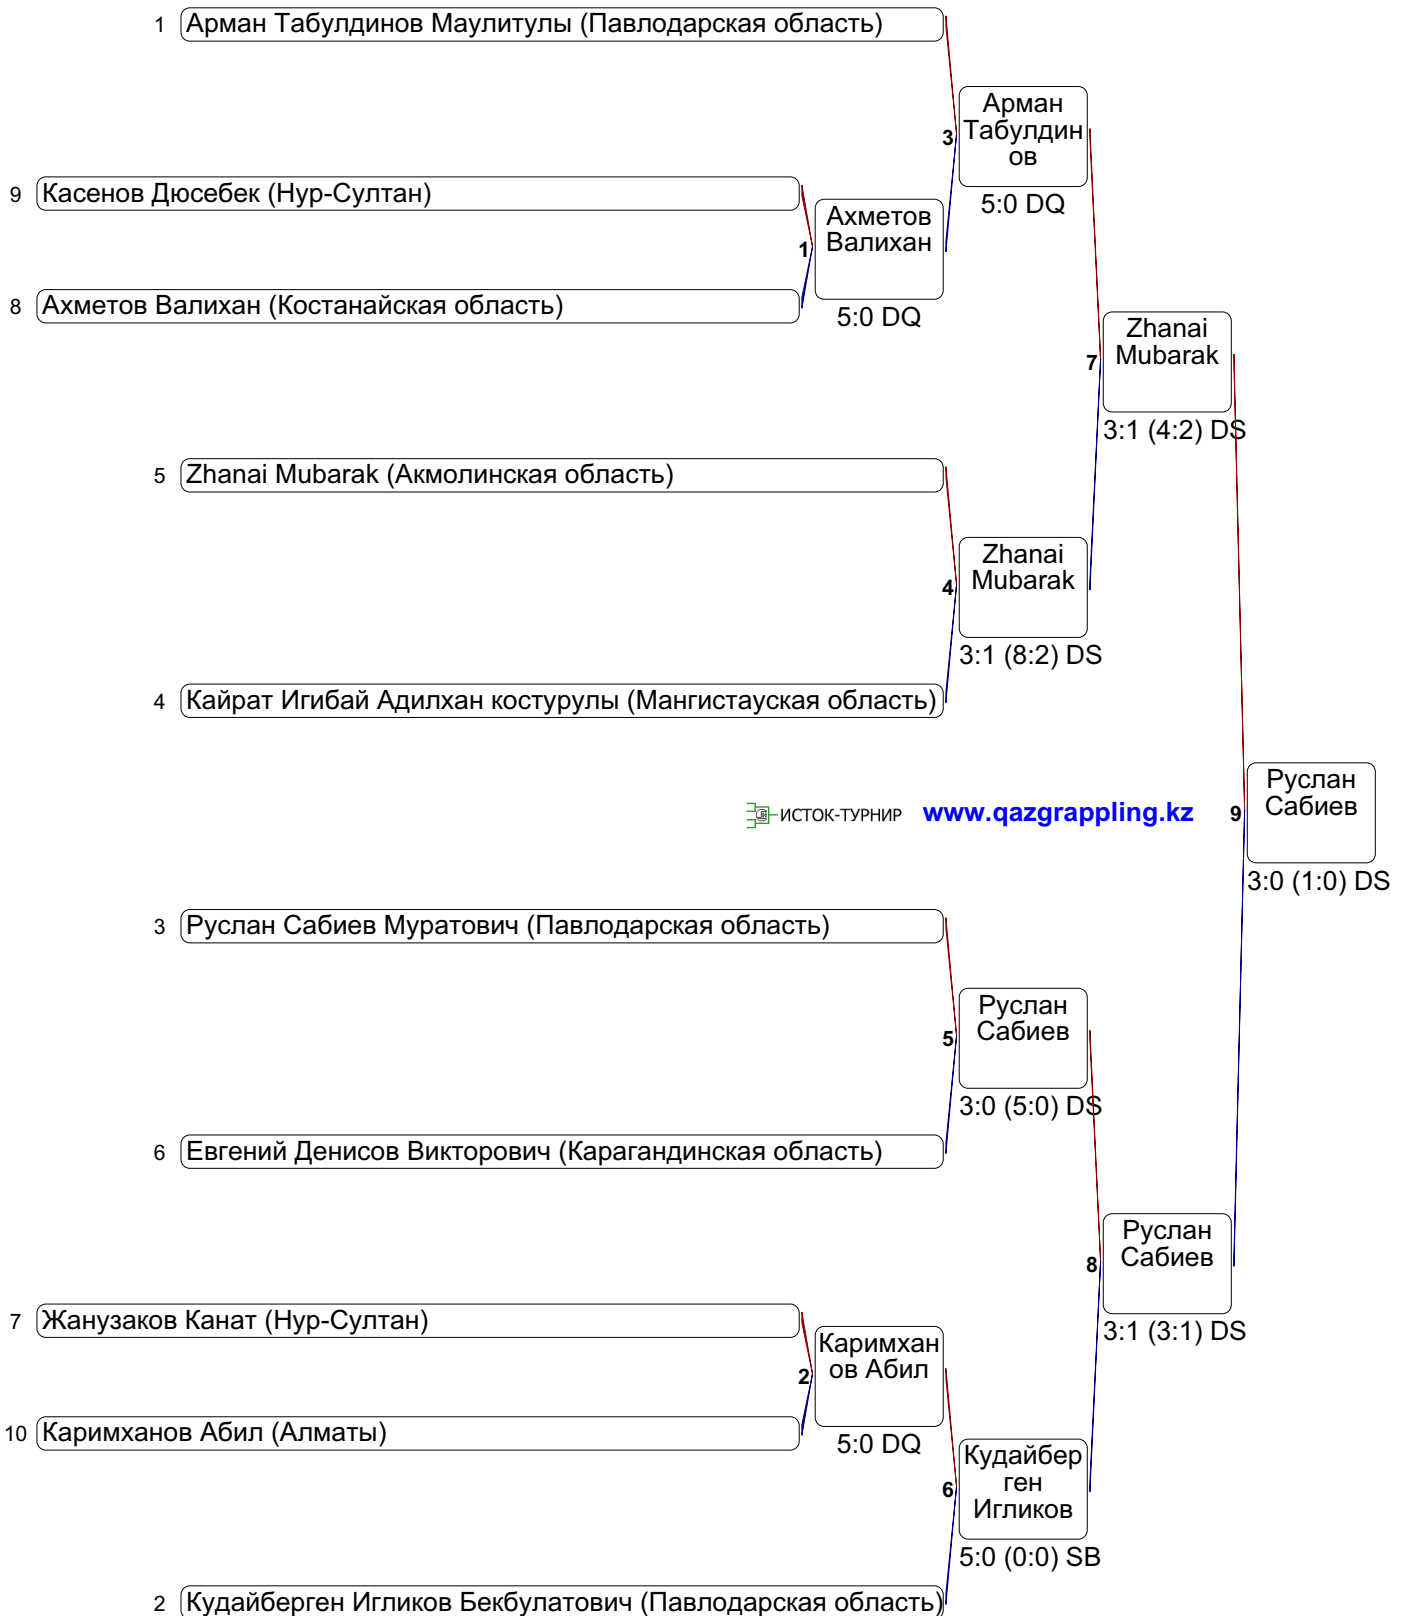 1 Арман Табулдинов Маулитулы (Павлодарская область)
Арман
Табулдин
ов
3
5:0 DQ
9 Касенов Дюсебек (Нур-Султан)
Ахметов
Валихан
1
8 Ахметов Валихан (Костанайская область)
5:0 DQ
Zhanai
Mubarak
7
3:1 (4:2) DS
5 Zhanai Mubarak (Акмолинская область)
Zhanai
Mubarak
4
3:1 (8:2) DS
4 Кайрат Игибай Адилхан костурулы (Мангистауская область)
Руслан
Сабиев
ИСТОК-ТУРНИР www.qazgrappling.kz 9
3:0 (1:0) DS
3 Руслан Сабиев Муратович (Павлодарская область)
Руслан
Сабиев
5
3:0 (5:0) DS
6 Евгений Денисов Викторович (Карагандинская область)
Руслан
Сабиев
8
3:1 (3:1) DS
7 Жанузаков Канат (Нур-Султан)
Каримхан
ов Абил
2
10 Каримханов Абил (Алматы)
5:0 DQ
Кудайбер
ген
Игликов
6
5:0 (0:0) SB
2 Кудайберген Игликов Бекбулатович (Павлодарская область)